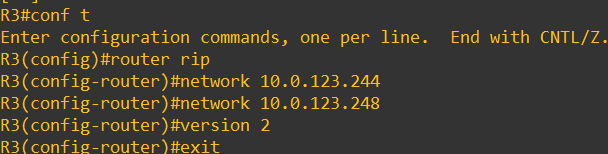 R3#conf t
Enter configuration commands, one per line.  End with CNTL/Z.
R3(config)#router rip
R3(config-router)#network 10.0.123.244
R3(config-router)#network 10.0.123.248
R3(config-router)#version 2
R3(config-router)#exit